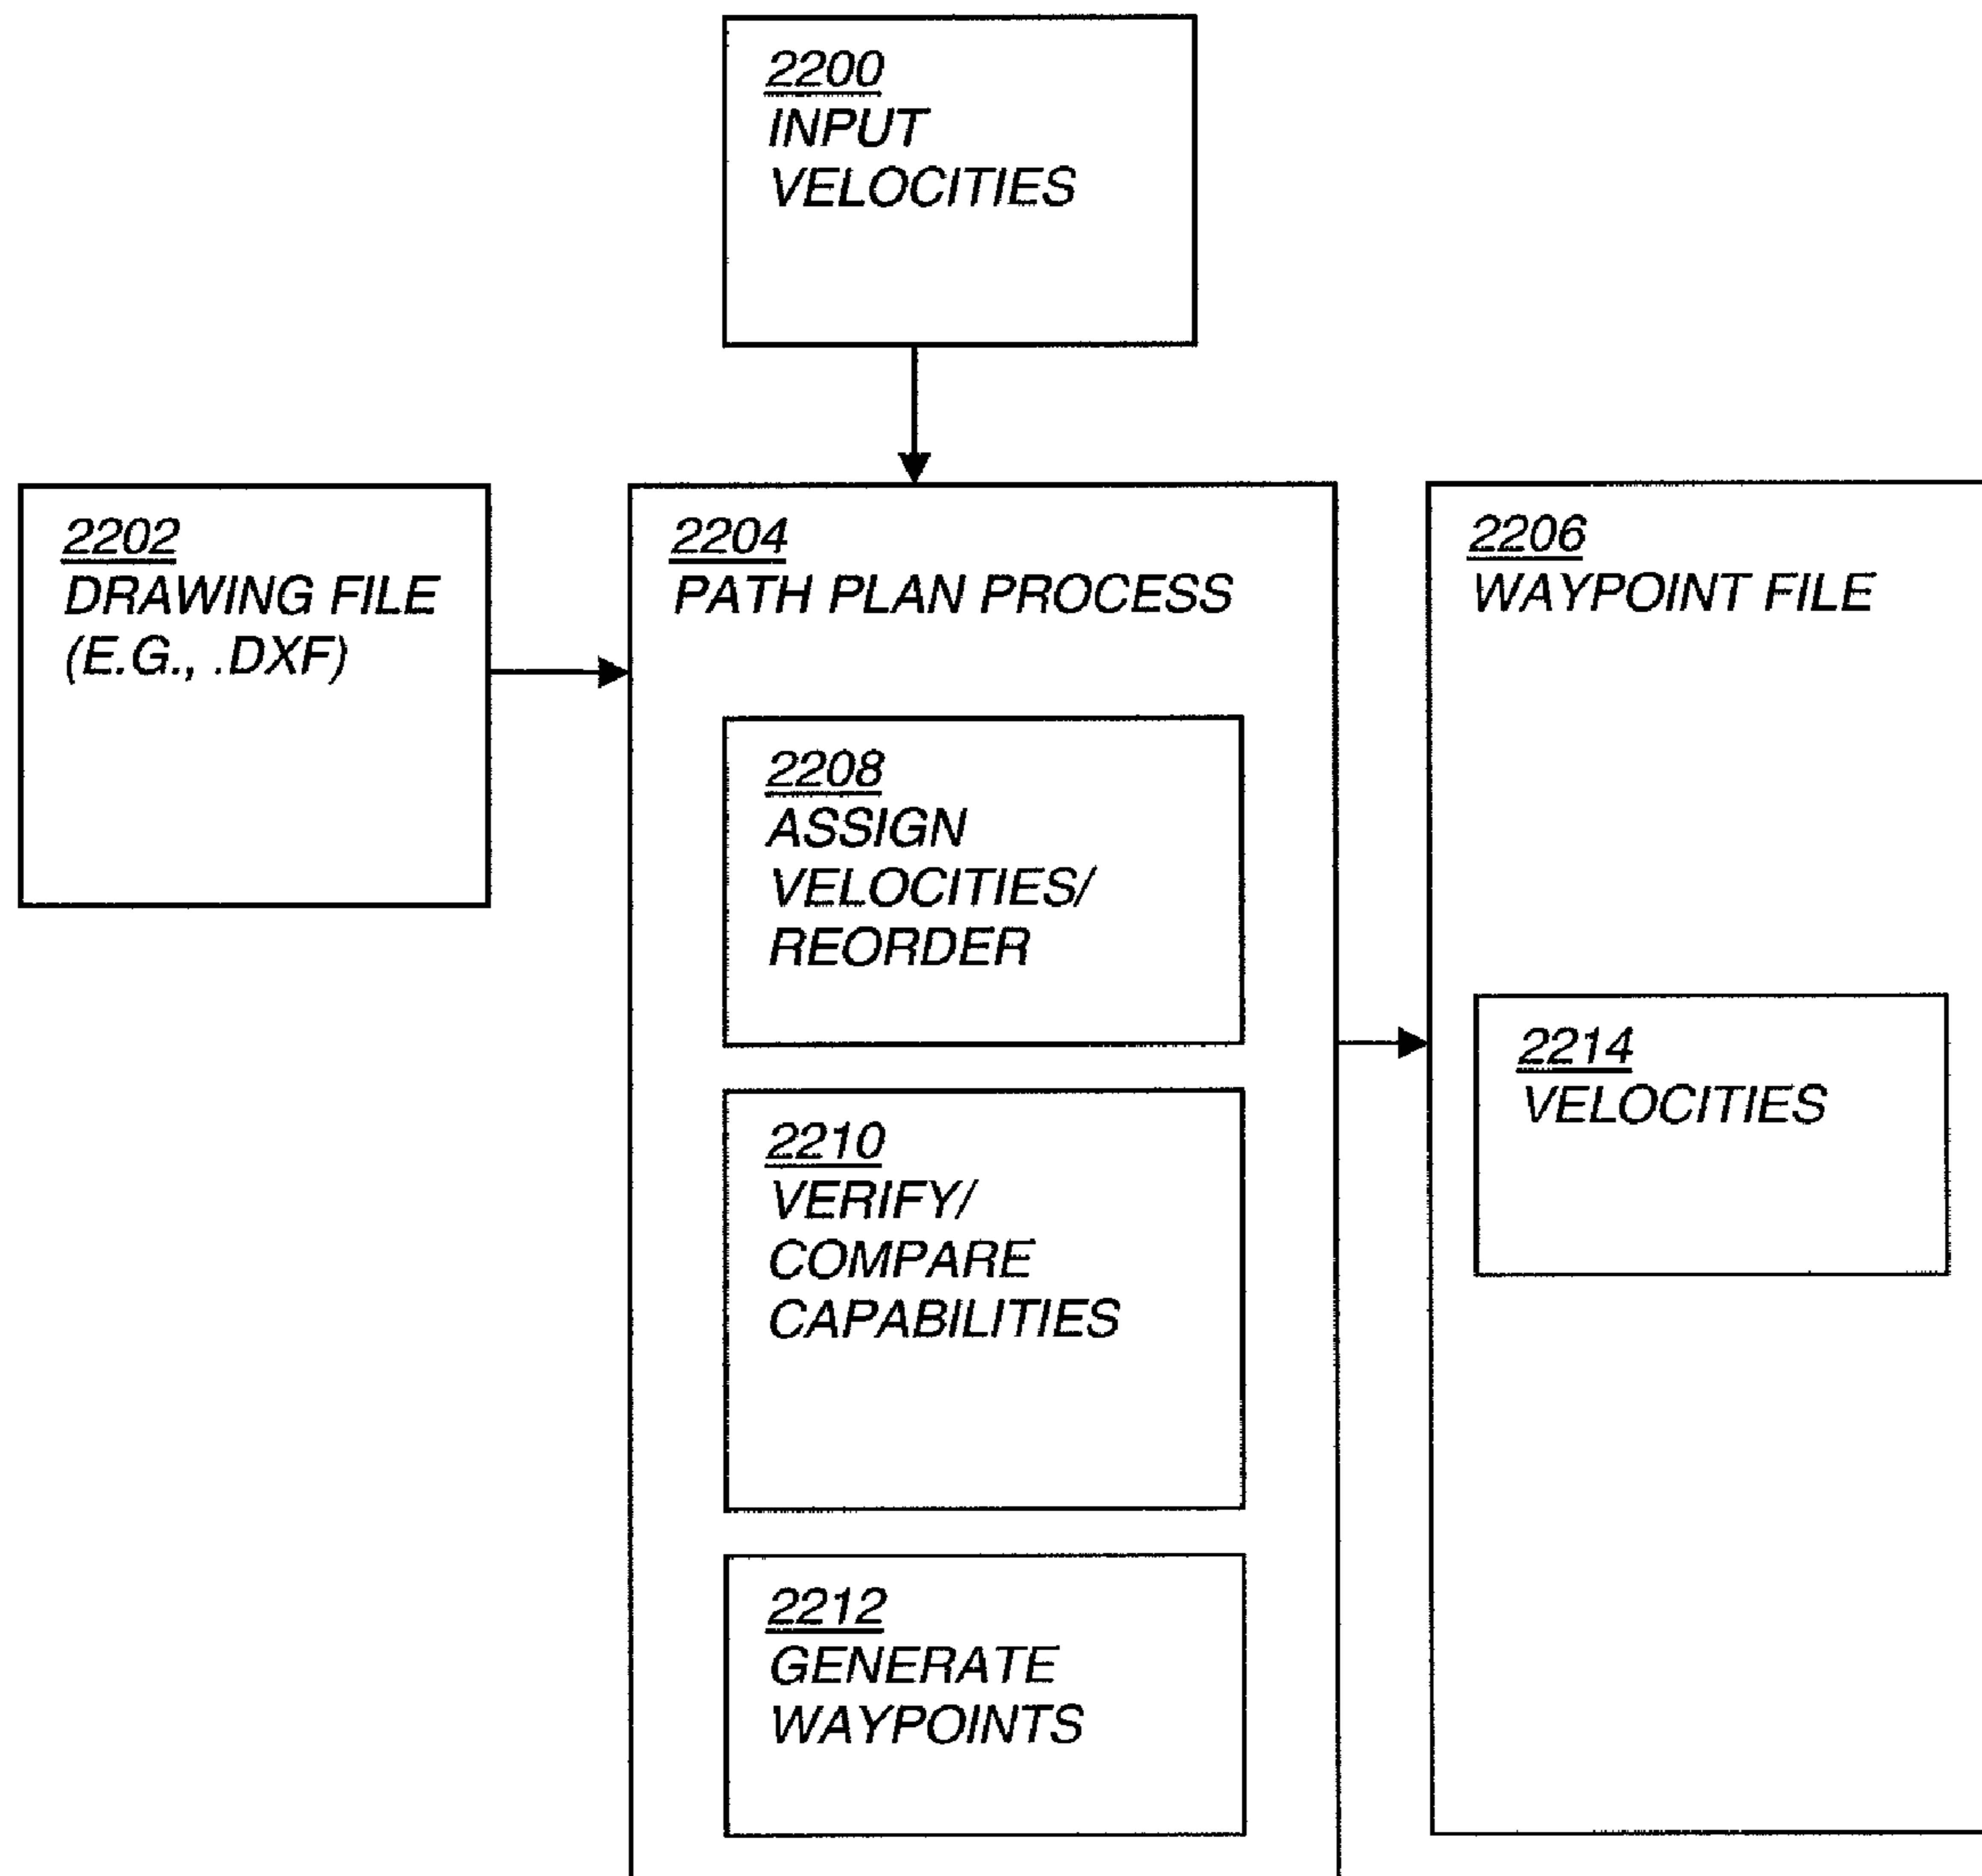 2200
INPUT
VELOCITIES
2202
DRAWING FILE
(E.G., .DXF)
2204
PATH PLAN PROCESS
2208
ASSIGN
VELOCITIES/
REORDER
2210
VERIFY/
COMPARE
CAPABILITIES
2212
GENERATE
WAYPOINTS
2206
WAYPOINT FILE
2214
VELOCITIES